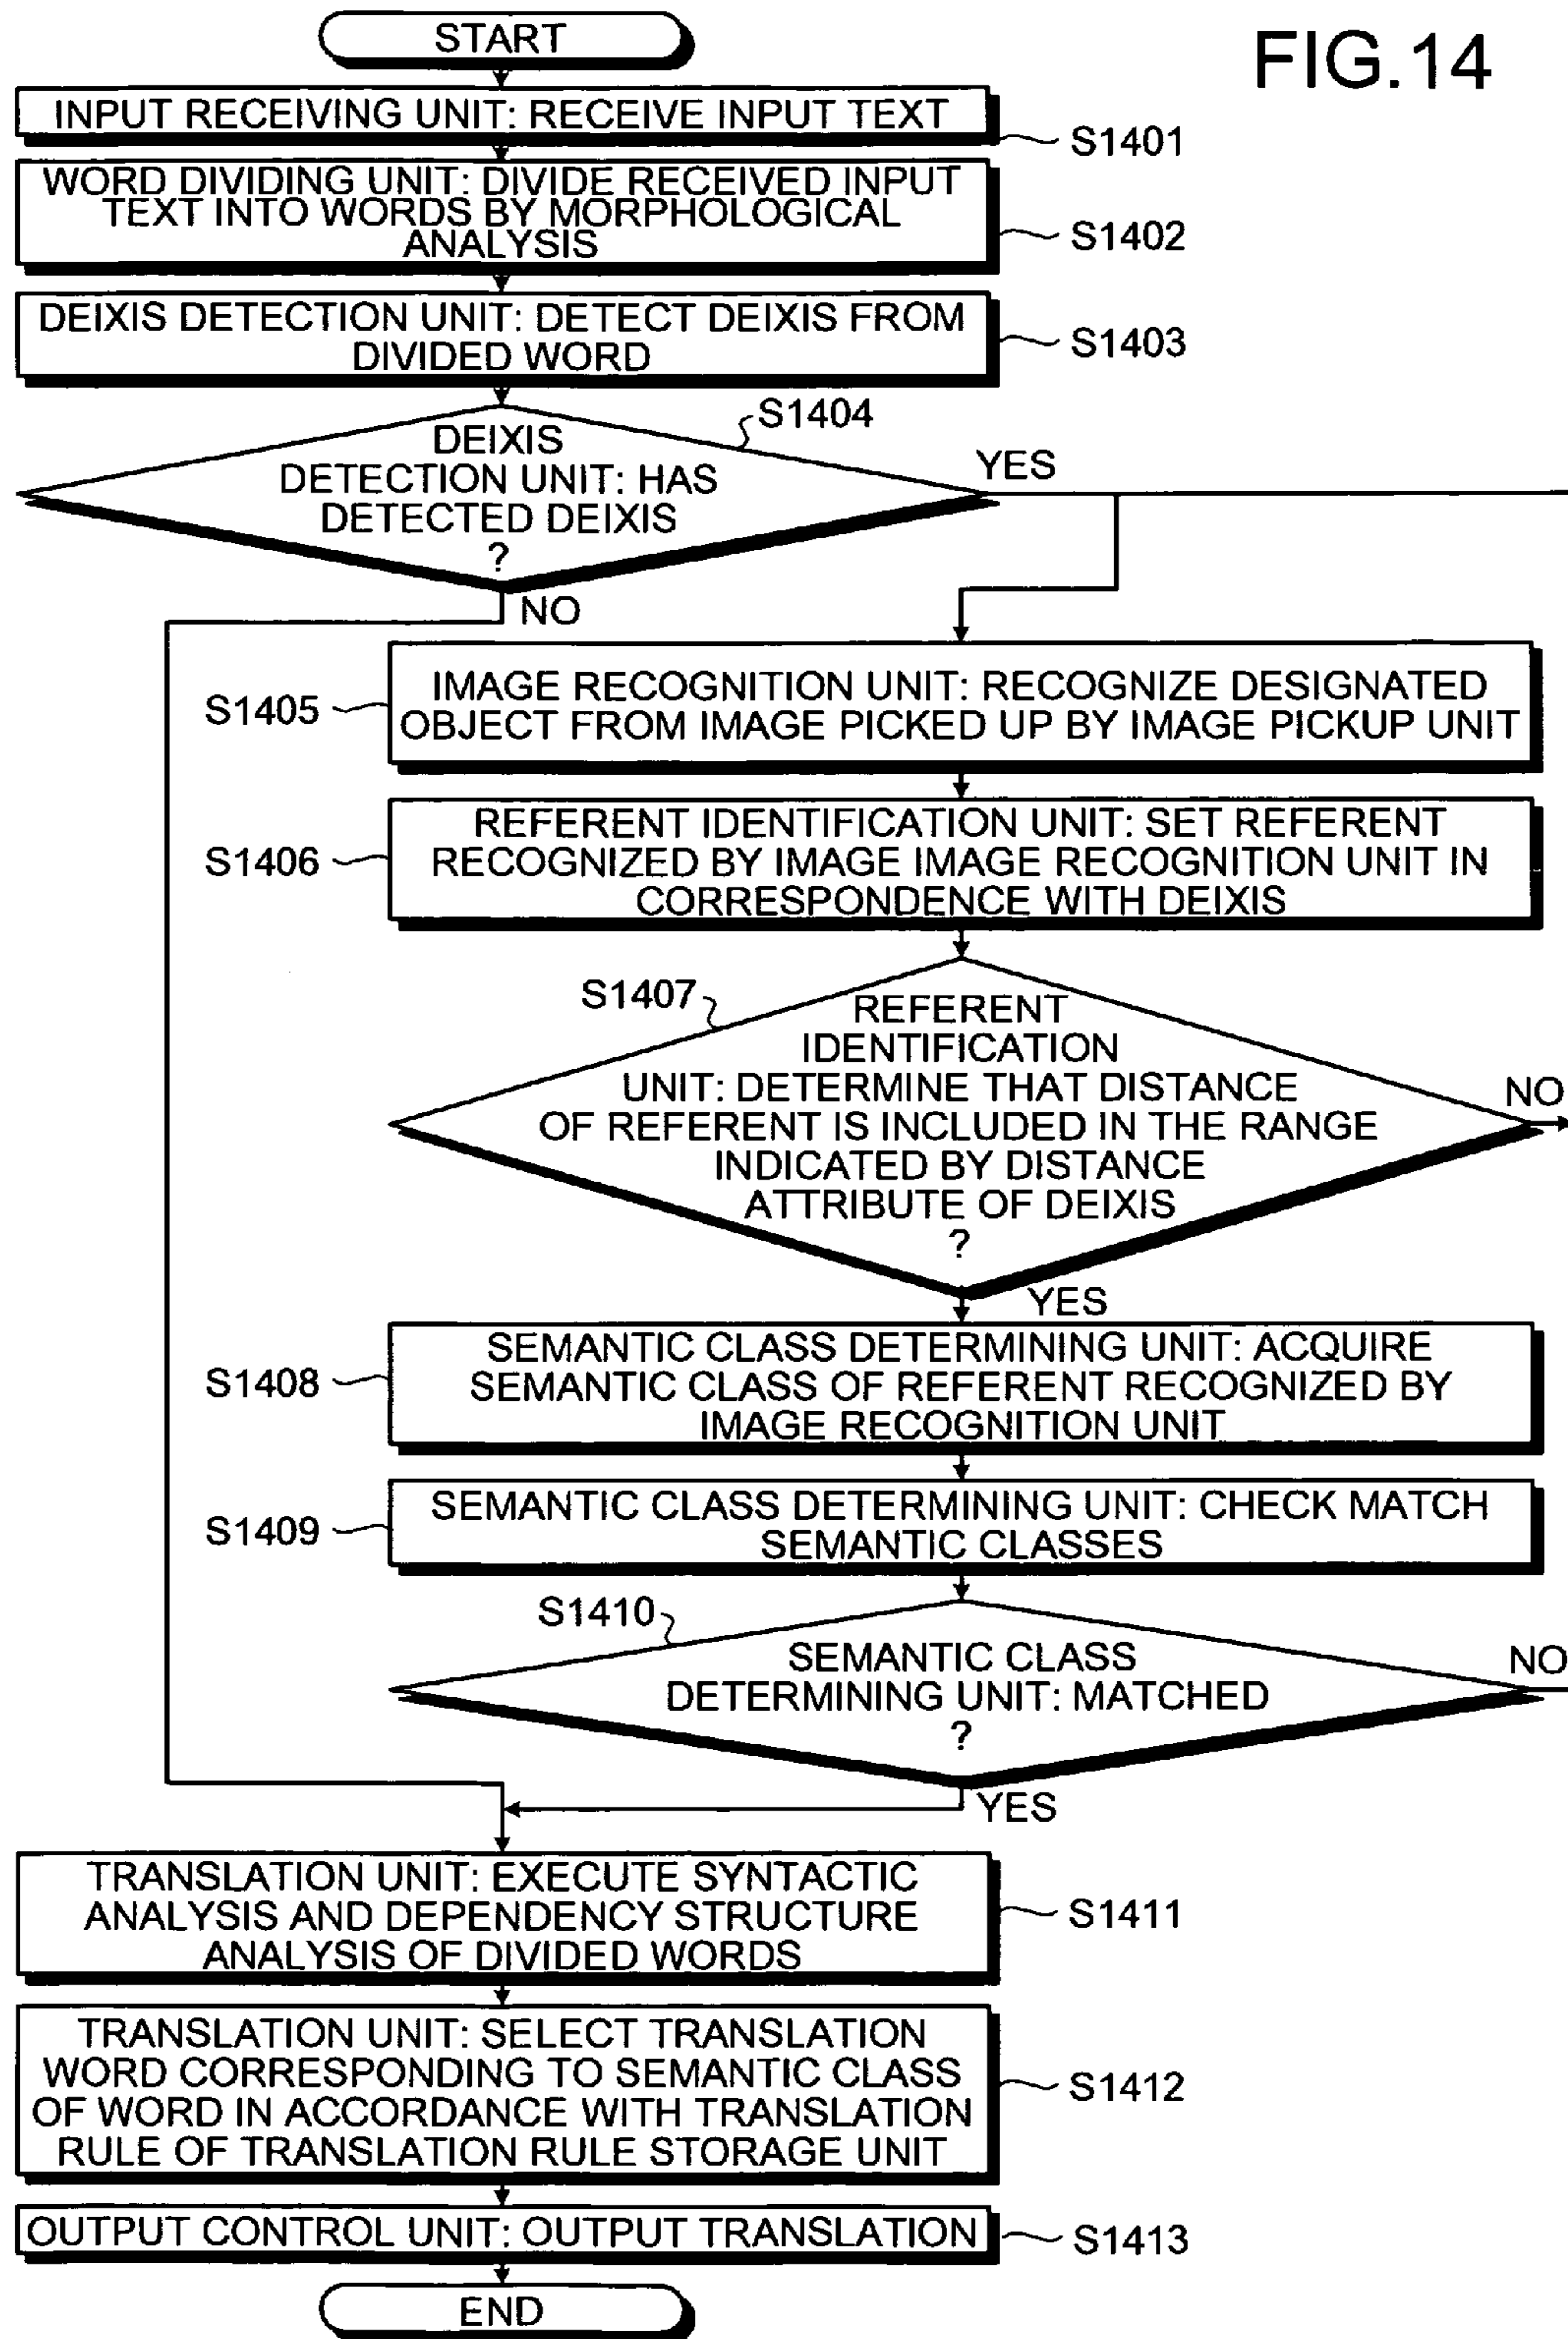 FIG.14
START
INPUT RECEIVING UNIT: RECEIVE INPUT TEXT
S1401
WORD DIVIDING UNIT: DIVIDE RECEIVED INPUT
TEXT INTO WORDS BY MORPHOLOGICAL
ANALYSIS
S1402
DEIXIS DETECTION UNIT: DETECT DEIXIS FROM
DIVIDED WORD
S1403
S1404
DEIXIS
DETECTION UNIT: HAS
DETECTED DEIXIS
?
YES
NO
S1405
IMAGE RECOGNITION UNIT: RECOGNIZE DESIGNATED
OBJECT FROM IMAGE PICKED UP BY IMAGE PICKUP UNIT
S1406
REFERENT IDENTIFICATION UNIT: SET REFERENT
RECOGNIZED BY IMAGE IMAGE RECOGNITION UNIT IN
CORRESPONDENCE WITH DEIXIS
S1407
REFERENT
IDENTIFICATION
UNIT: DETERMINE THAT DISTANCE
OF REFERENT IS INCLUDED IN THE RANGE
INDICATED BY DISTANCE
ATTRIBUTE OF DEIXIS
?
NO
YES
S1408
SEMANTIC CLASS DETERMINING UNIT: ACQUIRE
SEMANTIC CLASS OF REFERENT RECOGNIZED BY
IMAGE RECOGNITION UNIT
S1409
SEMANTIC CLASS DETERMINING UNIT: CHECK MATCH
SEMANTIC CLASSES
S1410
SEMANTIC CLASS
DETERMINING UNIT: MATCHED
?
NO
YES
TRANSLATION UNIT: EXECUTE SYNTACTIC
ANALYSIS AND DEPENDENCY STRUCTURE
ANALYSIS OF DIVIDED WORDS
S1411
TRANSLATION UNIT: SELECT TRANSLATION
WORD CORRESPONDING TO SEMANTIC CLASS
OF WORD IN ACCORDANCE WITH TRANSLATION
RULE OF TRANSLATION RULE STORAGE UNIT
S1412
OUTPUT CONTROL UNIT: OUTPUT TRANSLATION
S1413
END